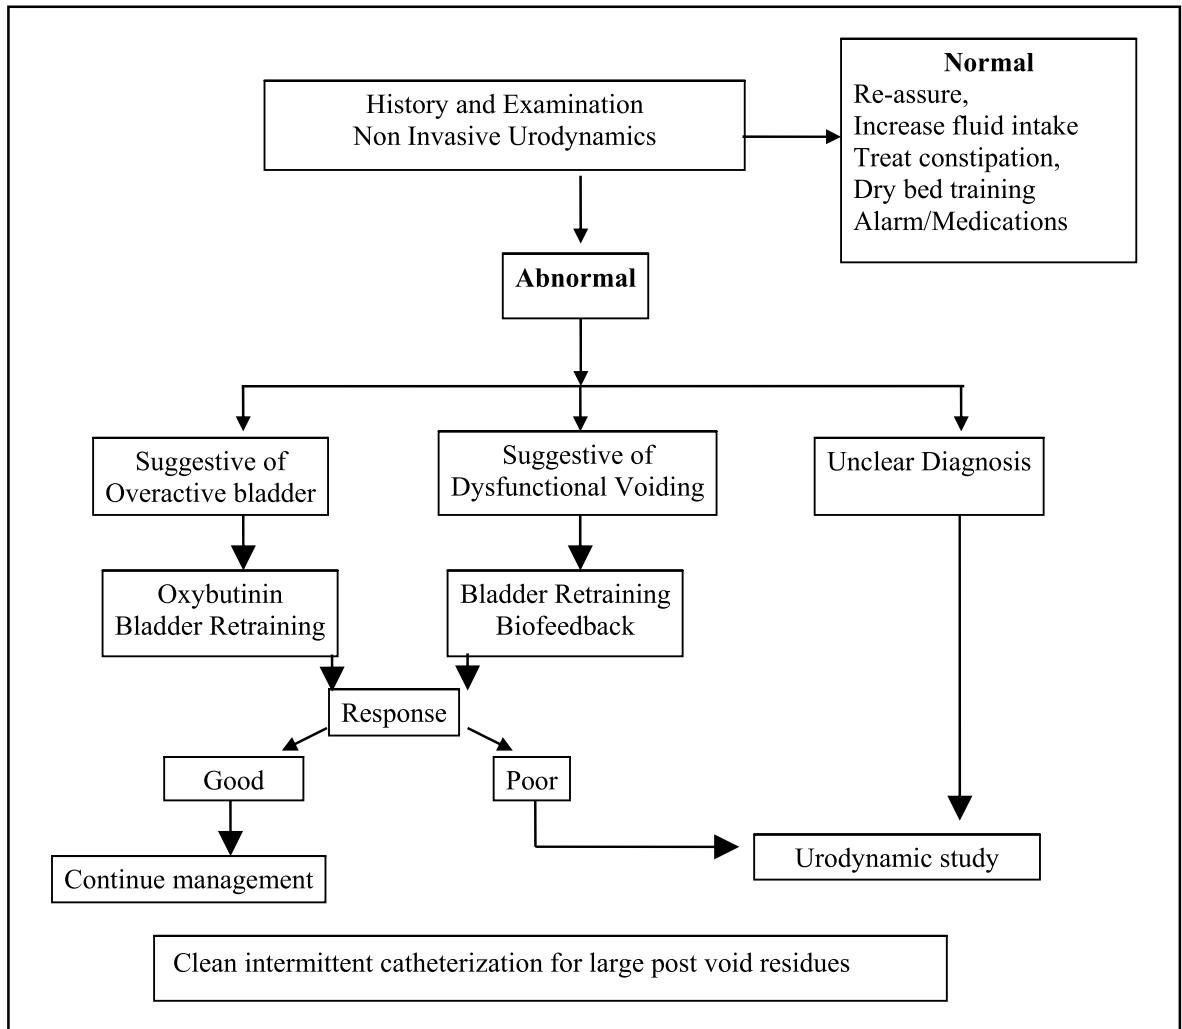 History and Examination
Non Invasive Urodynamics
Normal
Re-assure,
Increase fluid intake
Treat constipation,
Dry bed training
Alarm/Medications
Abnormal
Suggestive of
Overactive bladder
Suggestive of
Dysfunctional Voiding
Unclear Diagnosis
Oxybutinin
Bladder Retraining
Bladder Retraining
Biofeedback
Response
Good
Poor
Continue management
Urodynamic study
Clean intermittent catheterization for large post void residues